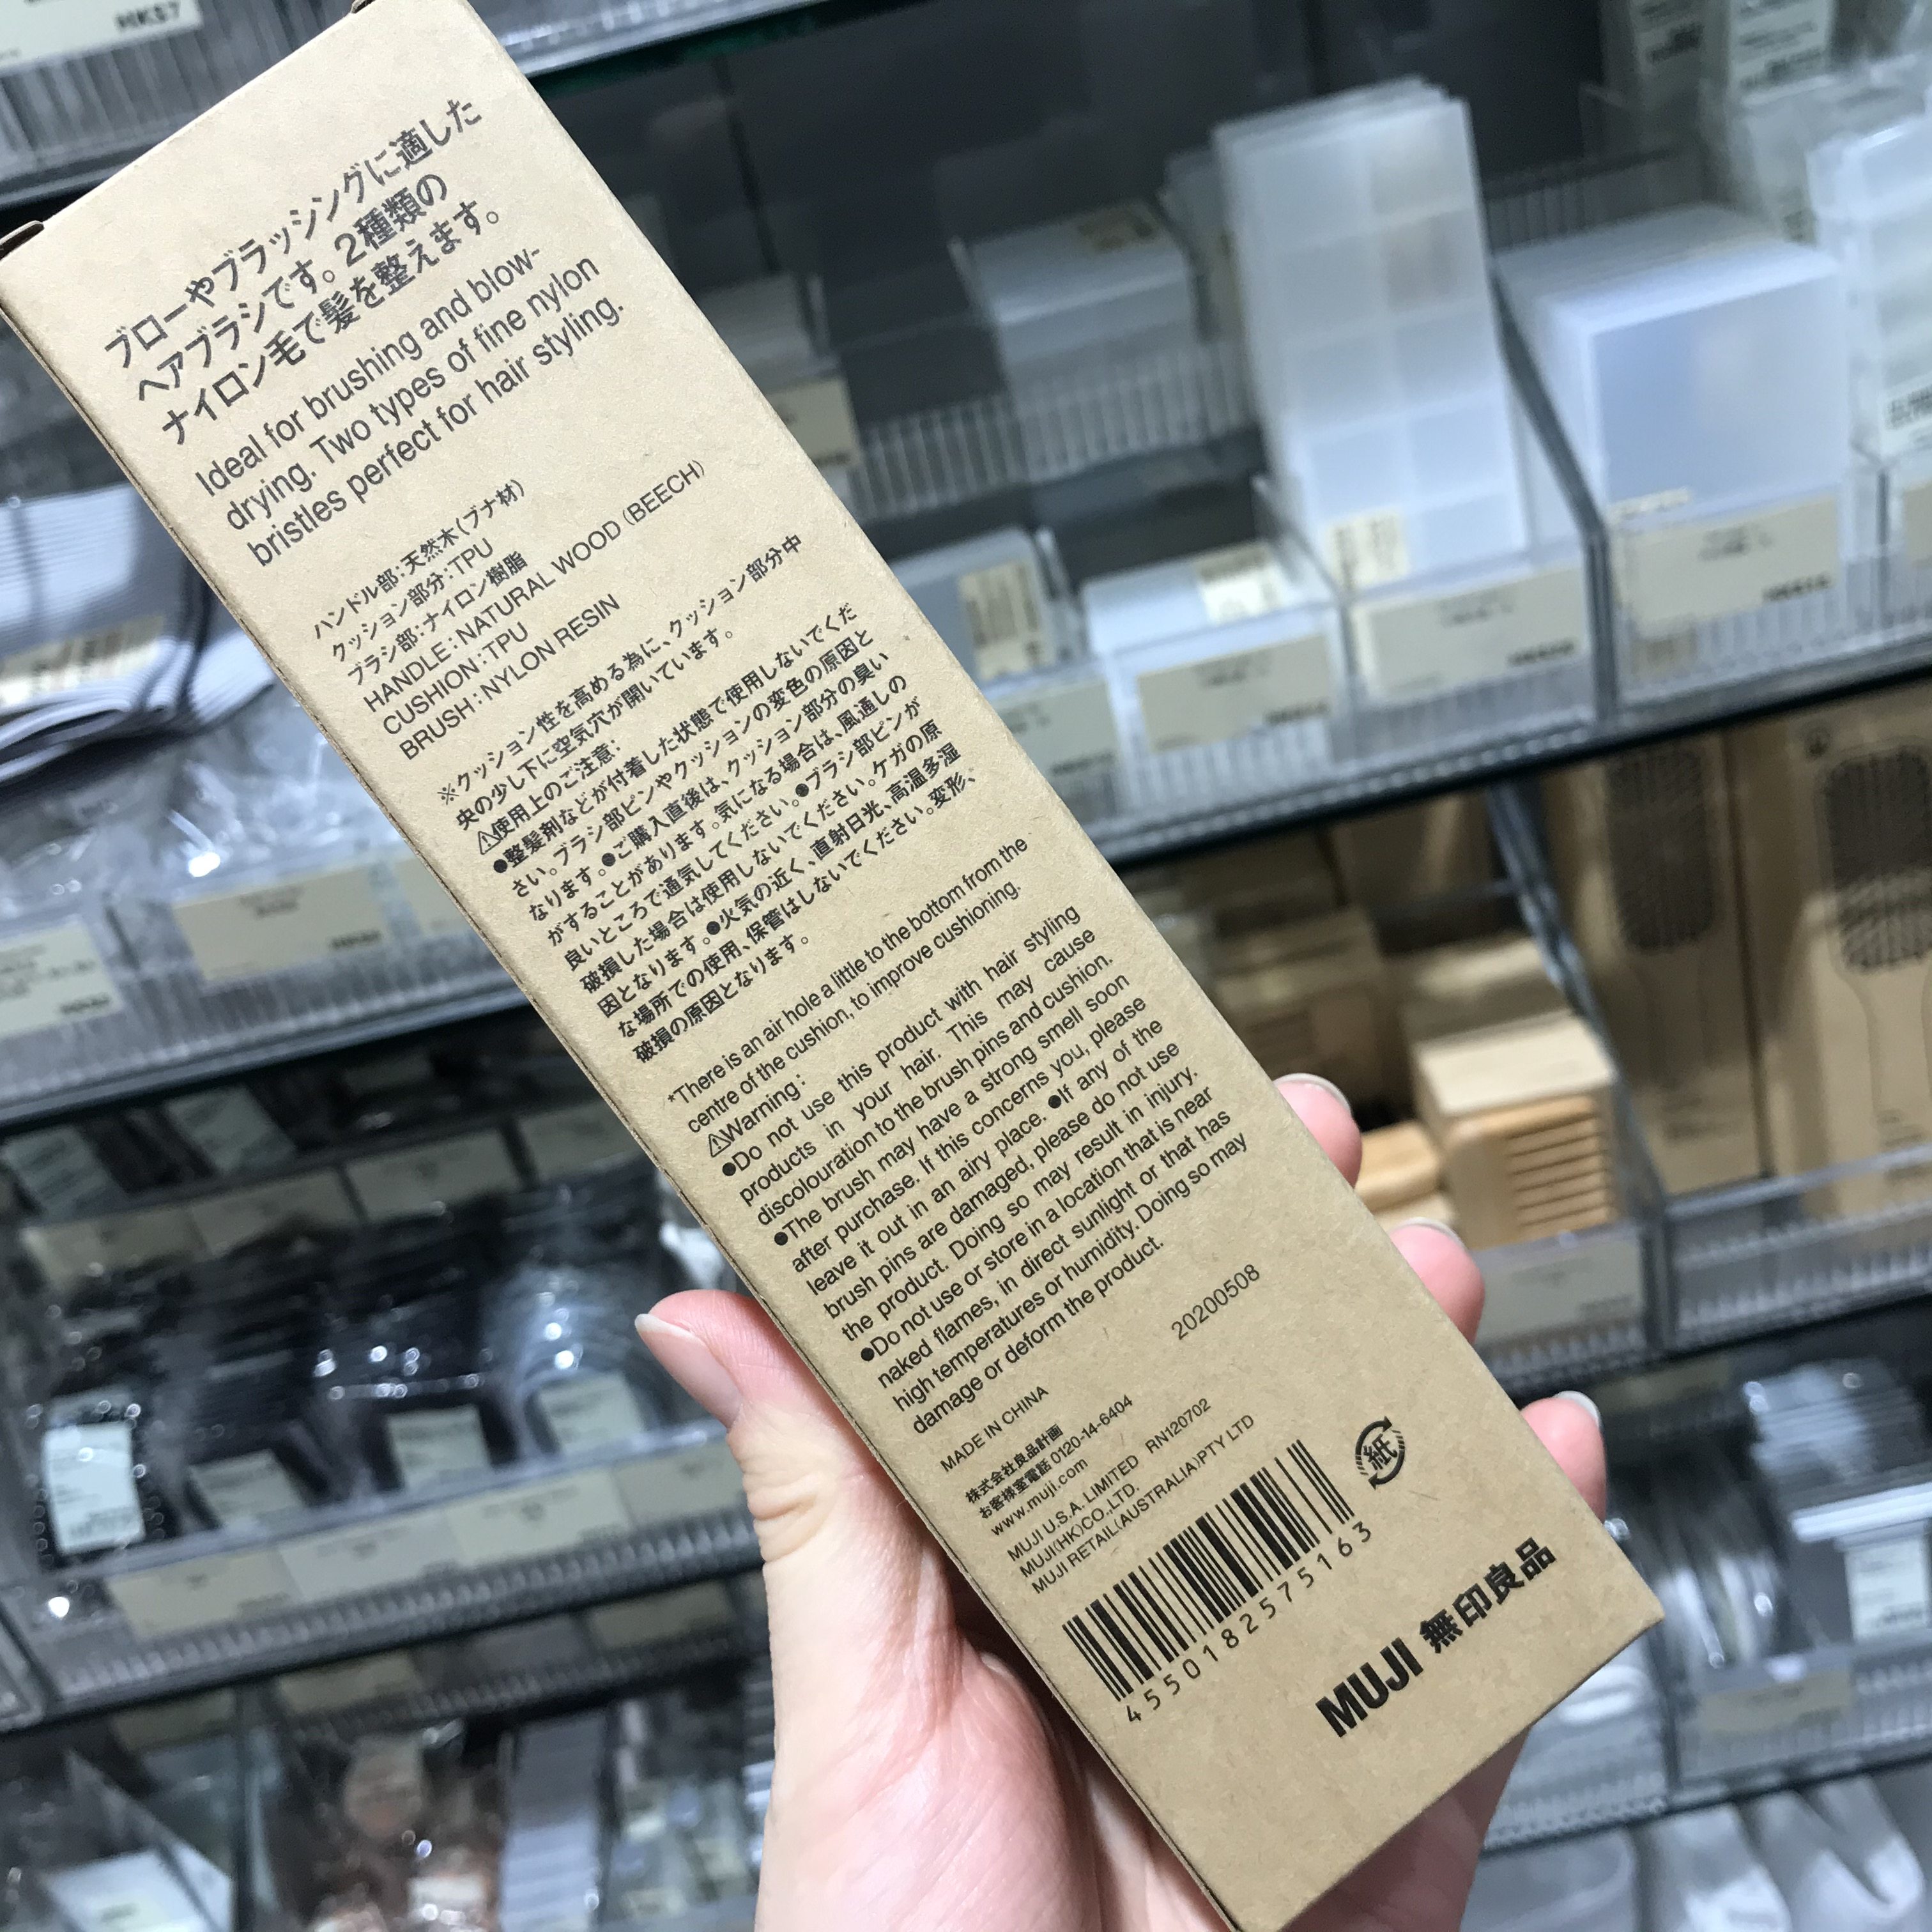 ブローやブラッシングに適した
ヘアブラシです。2種類の
ナイロン毛で髪を整えます。
Ideal for brushing and blow-
drying. Two types of fine nylon
bristles perfect for hair styling.
ハンドル部:天然木(ブナ材)
クッション部分:TPU
ブラシ部:ナイロン樹脂
HANDLE:NATURAL WOOD (BEECH)
CUSHION:TPU
BRUSH:NYLON RESIN
※クッション性を高める為に、クッション部分中
央の少し下に空気穴が開いています。
⚠使用上のご注意:
●整髪剤などが付着した状態で使用しないでくだ
さい。ブラシ部ピンやクッションの変色の原因と
なります。●ご購入直後は、クッション部分の臭い
がすることがあります。気になる場合は、風通しの
良いところで通気してください。●ブラシ部ピンが
破損した場合は使用しないでください。ケガの原
因となります。●火気の近く、直射日光、高温多湿
な場所での使用、保管はしないでください。変形、
破損の原因となります。
*There is an air hole a little to the bottom from the
centre of the cushion, to improve cushioning.
⚠Warning:
●Do not use this product with hair styling
products in your hair. This may cause
discolouration to the brush pins and cushion.
●The brush may have a strong smell soon
after purchase. If this concerns you, please
leave it out in an airy place. ●If any of the
brush pins are damaged, please do not use
the product. Doing so may result in injury.
●Do not use or store in a location that is near
naked flames, in direct sunlight or that has
high temperatures or humidity. Doing so may
damage or deform the product.
20200508
MADE IN CHINA
株式会社良品計画
お客様室電話 0120-14-6404
www.muji.com
MUJI U.S.A. LIMITED RN120702
MUJI(HK)CO.,LTD.
MUJI RETAIL(AUSTRALIA)PTY LTD
紙
4550182575163
MUJI 無印良品
HK57